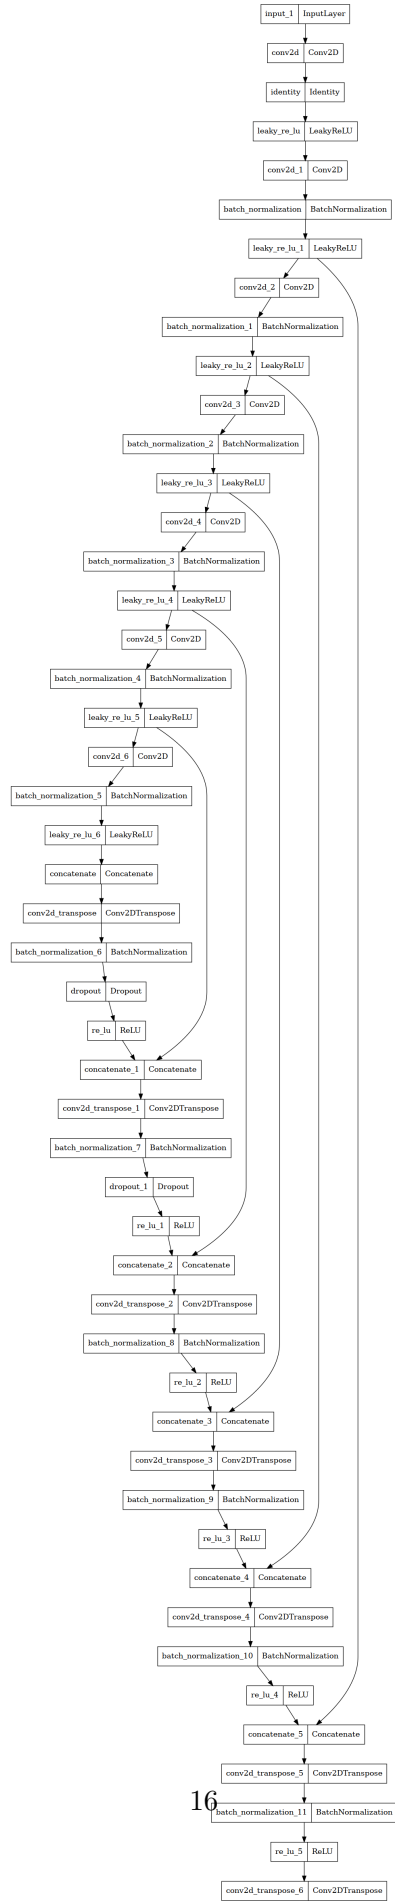 input_1 InputLayer
conv2d Conv2D
identity Identity
leaky_re_lu LeakyReLU
conv2d_1 Conv2D
batch_normalization BatchNormalization
leaky_re_lu_1 LeakyReLU
conv2d_2 Conv2D
batch_normalization_1 BatchNormalization
leaky_re_lu_2 LeakyReLU
conv2d_3 Conv2D
batch_normalization_2 BatchNormalization
leaky_re_lu_3 LeakyReLU
conv2d_4 Conv2D
batch_normalization_3 BatchNormalization
leaky_re_lu_4 LeakyReLU
conv2d_5 Conv2D
batch_normalization_4 BatchNormalization
leaky_re_lu_5 LeakyReLU
conv2d_6 Conv2D
batch_normalization_5 BatchNormalization
leaky_re_lu_6 LeakyReLU
concatenate Concatenate
conv2d_transpose Conv2DTranspose
batch_normalization_6 BatchNormalization
dropout Dropout
re_lu ReLU
concatenate_1 Concatenate
conv2d_transpose_1 Conv2DTranspose
batch_normalization_7 BatchNormalization
dropout_1 Dropout
re_lu_1 ReLU
concatenate_2 Concatenate
conv2d_transpose_2 Conv2DTranspose
batch_normalization_8 BatchNormalization
re_lu_2 ReLU
concatenate_3 Concatenate
conv2d_transpose_3 Conv2DTranspose
batch_normalization_9 BatchNormalization
re_lu_3 ReLU
concatenate_4 Concatenate
conv2d_transpose_4 Conv2DTranspose
batch_normalization_10 BatchNormalization
re_lu_4 ReLU
concatenate_5 Concatenate
conv2d_transpose_5 Conv2DTranspose
16
batch_normalization_11 BatchNormalization
re_lu_5 ReLU
conv2d_transpose_6 Conv2DTranspose